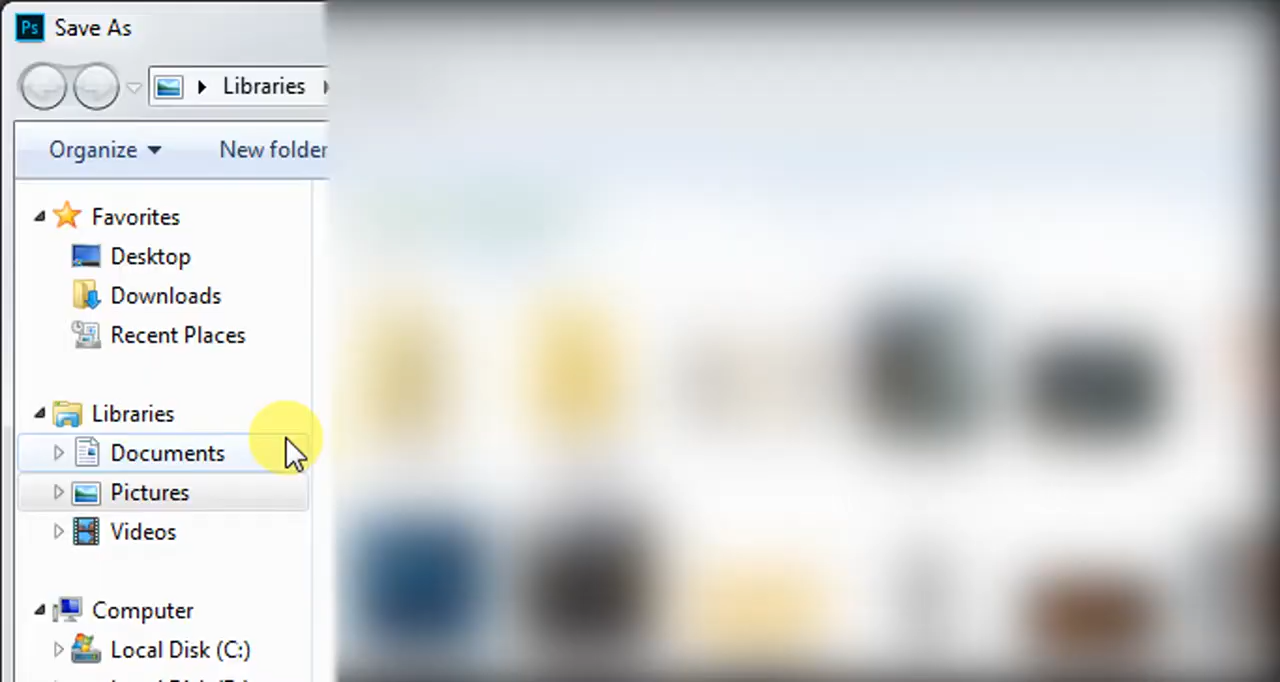 Ps Save As
Libraries
Organize New folder
Favorites
Desktop
Downloads
Recent Places
Libraries
Documents
Pictures
Videos
Computer
Local Disk (C:)